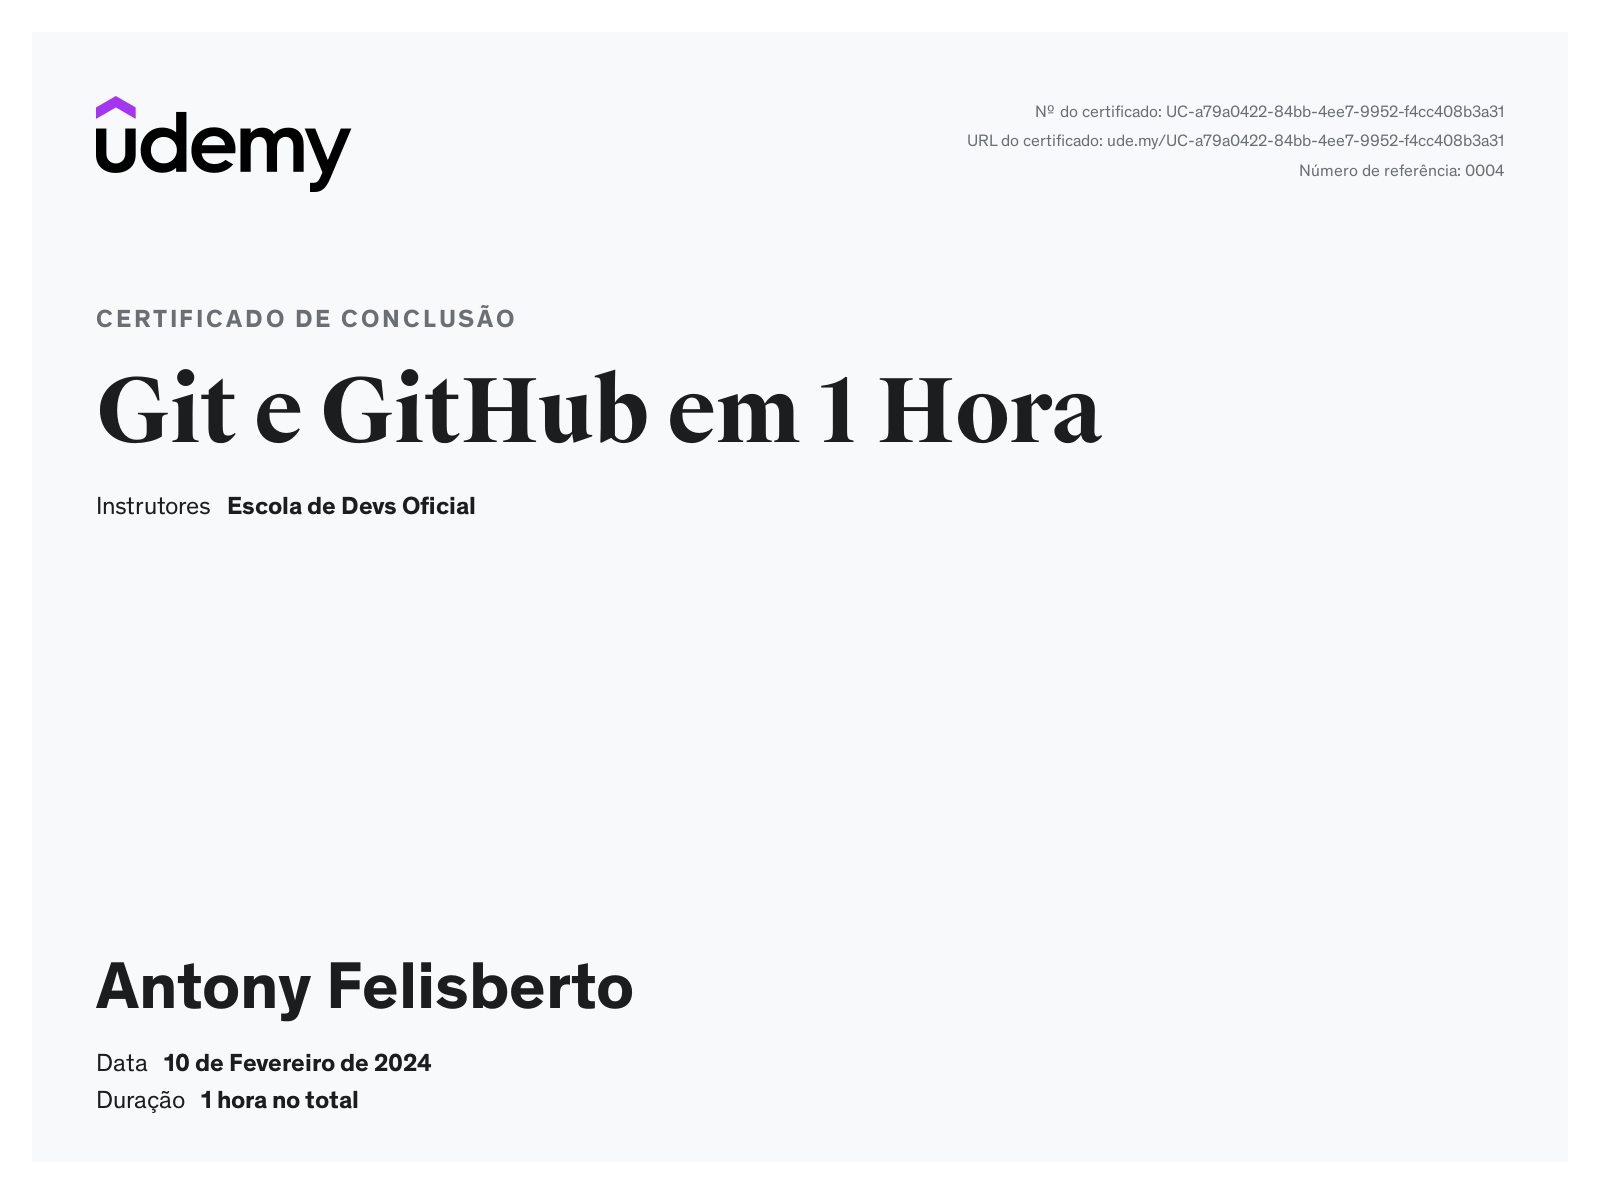 udemy
Nº do certificado: UC-a79a0422-84bb-4ee7-9952-f4cc408b3a31
URL do certificado: ude.my/UC-a79a0422-84bb-4ee7-9952-f4cc408b3a31
Número de referência: 0004
CERTIFICADO DE CONCLUSÃO
Git e GitHub em 1 Hora
Instrutores Escola de Devs Oficial
Antony Felisberto
Data 10 de Fevereiro de 2024
Duração 1 hora no total